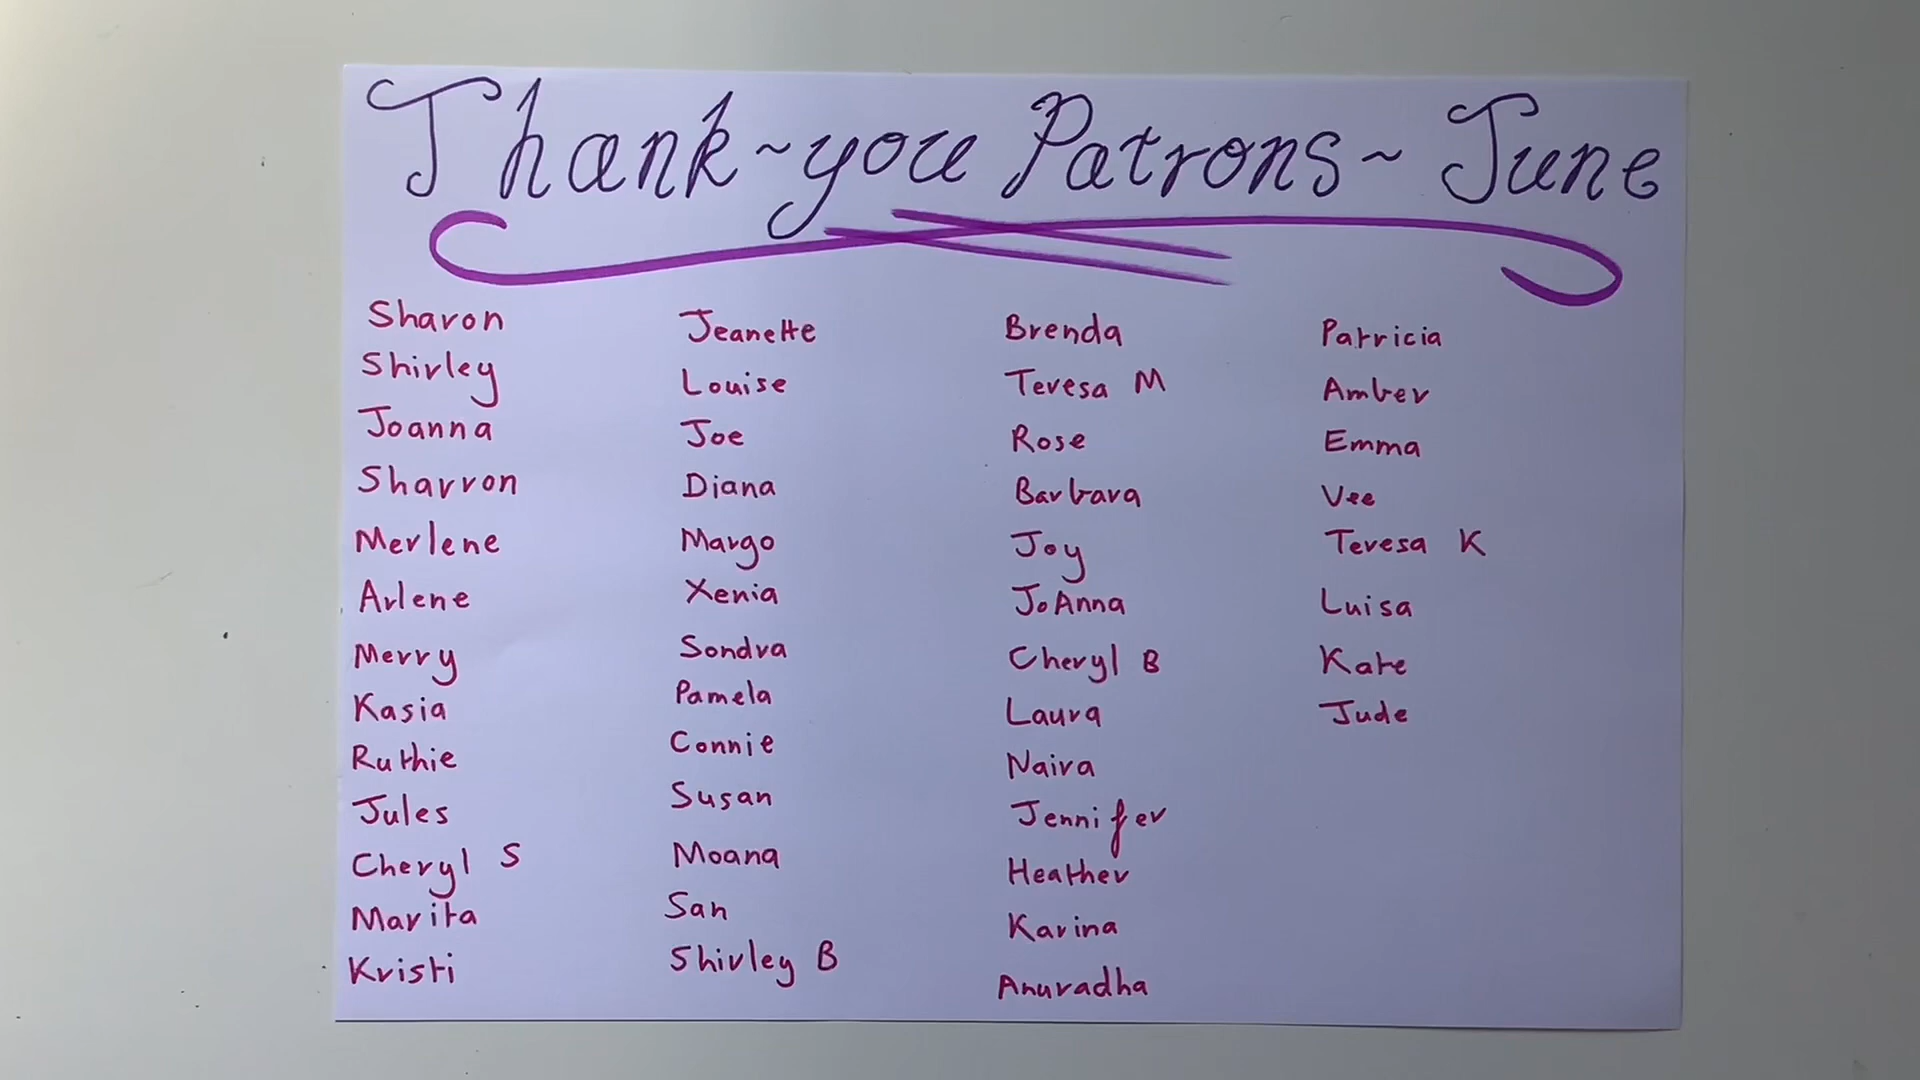 Thank~you Patrons~June
Sharon
Shirley
Joanna
Sharron
Merlene
Arlene
Merry
Kasia
Ruthie
Jules
Cheryl S
Marita
Kristi
Jeanette
Louise
Joe
Diana
Margo
Xenia
Sondra
Pamela
Connie
Susan
Moana
San
Shirley B
Brenda
Teresa M
Rose
Barbara
Joy
JoAnna
Cheryl B
Laura
Naira
Jennifer
Heather
Karina
Anuradha
Patricia
Amber
Emma
Vee
Teresa K
Luisa
Kate
Jude